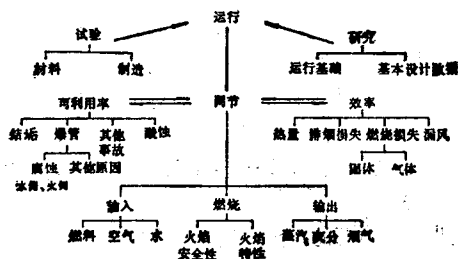 运行
试验 研究
材料 制造 运行基础 基本设计数据
可利用率 调节 效率
结垢 爆管 其他事故 酸蚀 热量 排烟损失 燃烧损失 漏风
腐蚀 其他原因 固体 气体
水侧、火侧
输入 燃烧 输出
燃料 空气 水 火焰安全性 火焰特性 蒸汽 灰分 烟气